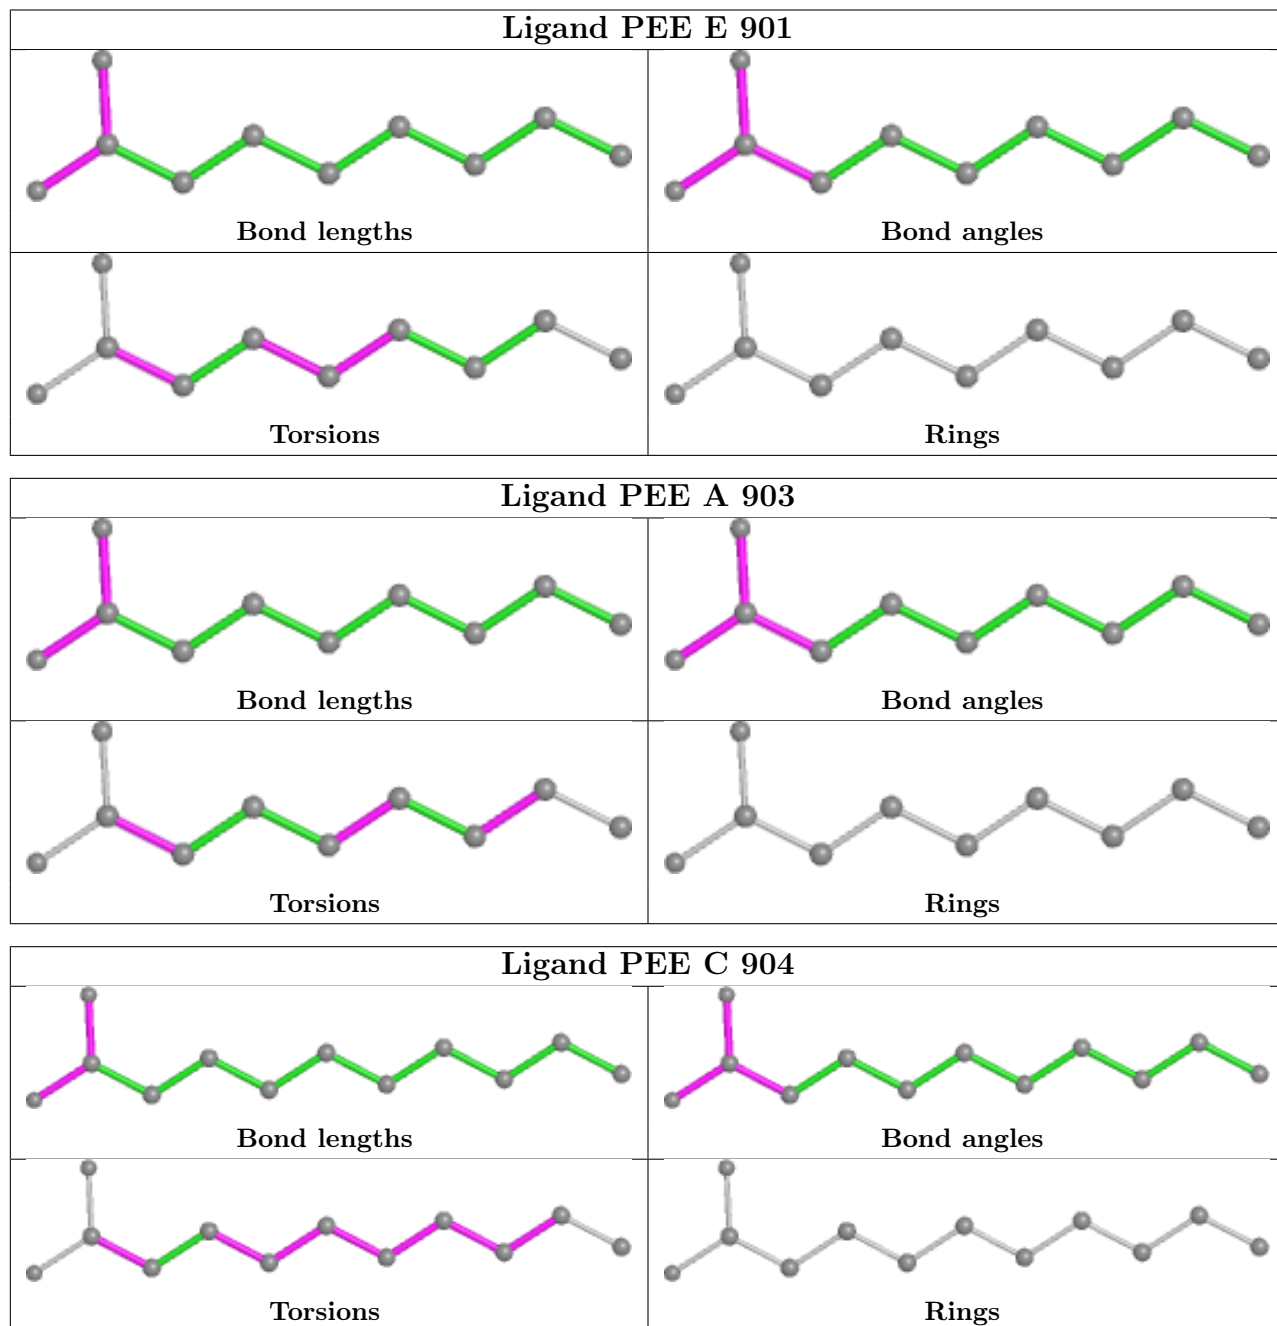 Ligand PEE E 901
Bond lengths
Bond angles
Torsions
Rings
Ligand PEE A 903
Bond lengths
Bond angles
Torsions
Rings
Ligand PEE C 904
Bond lengths
Bond angles
Torsions
Rings